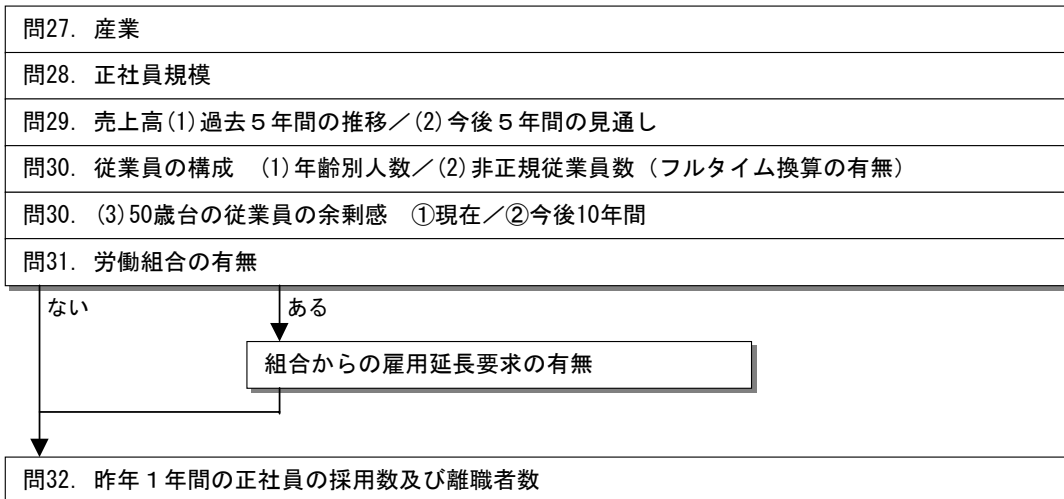 問27. 産業
問28. 正社員規模
問29. 売上高(1)過去５年間の推移／(2)今後５年間の見通し
問30. 従業員の構成　(1)年齢別人数／(2)非正規従業員数（フルタイム換算の有無）
問30. (3)50歳台の従業員の余剰感　①現在／②今後10年間
問31. 労働組合の有無
ない
ある
組合からの雇用延長要求の有無
問32. 昨年１年間の正社員の採用数及び離職者数